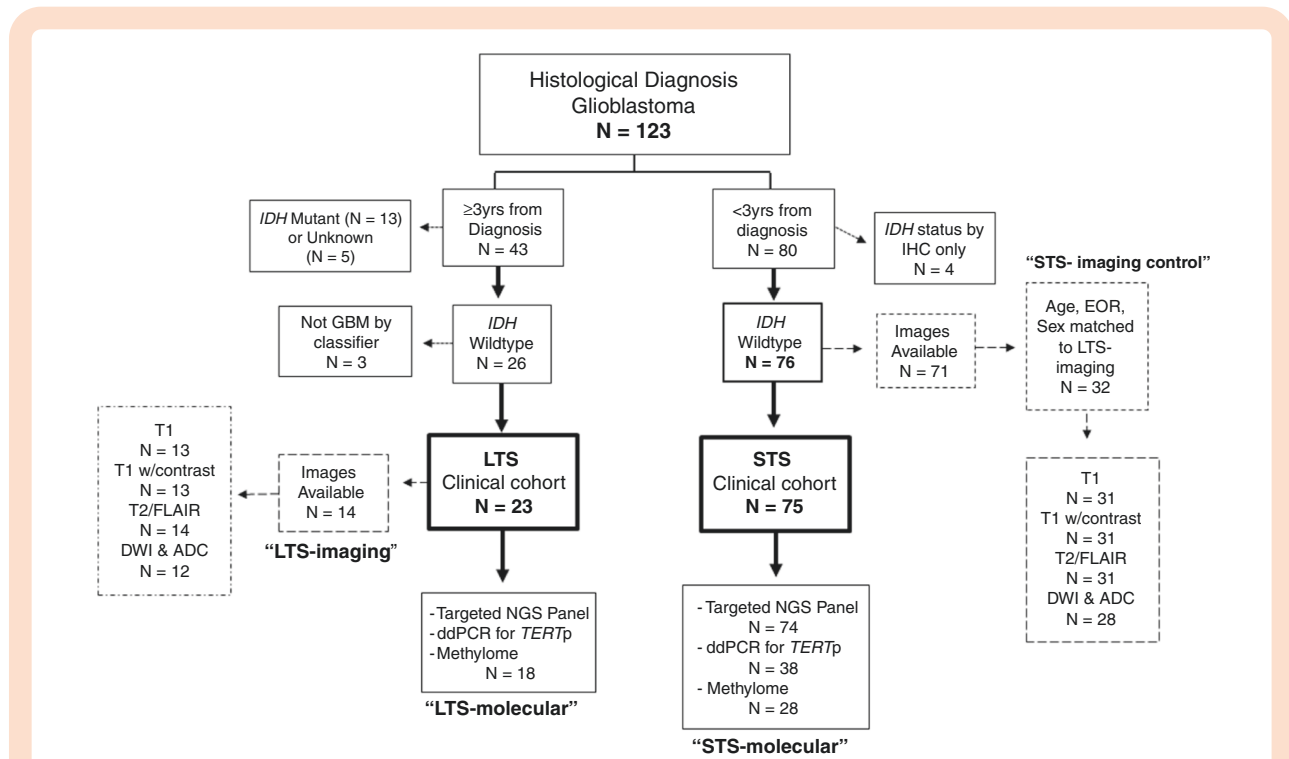 Histological Diagnosis
Glioblastoma
N = 123
≥3yrs from
Diagnosis
N = 43
<3yrs from
diagnosis
N = 80
IDH Mutant (N = 13)
or Unknown
(N = 5)
IDH status by
IHC only
N = 4
"STS- imaging control"
Not GBM by
classifier
N = 3
IDH
Wildtype
N = 26
IDH
Wildtype
N = 76
Images
Available
N = 71
Age, EOR,
Sex matched
to LTS-
imaging
N = 32
T1
N = 13
T1 w/contrast
N = 13
T2/FLAIR
N = 14
DWI & ADC
N = 12
Images
Available
N = 14
"LTS-imaging"
LTS
Clinical cohort
N = 23
STS
Clinical cohort
N = 75
T1
N = 31
T1 w/contrast
N = 31
T2/FLAIR
N = 31
DWI & ADC
N = 28
- Targeted NGS Panel
- ddPCR for TERTp
- Methylome
N = 18
"LTS-molecular"
- Targeted NGS Panel
N = 74
- ddPCR for TERTp
N = 38
- Methylome
N = 28
"STS-molecular"